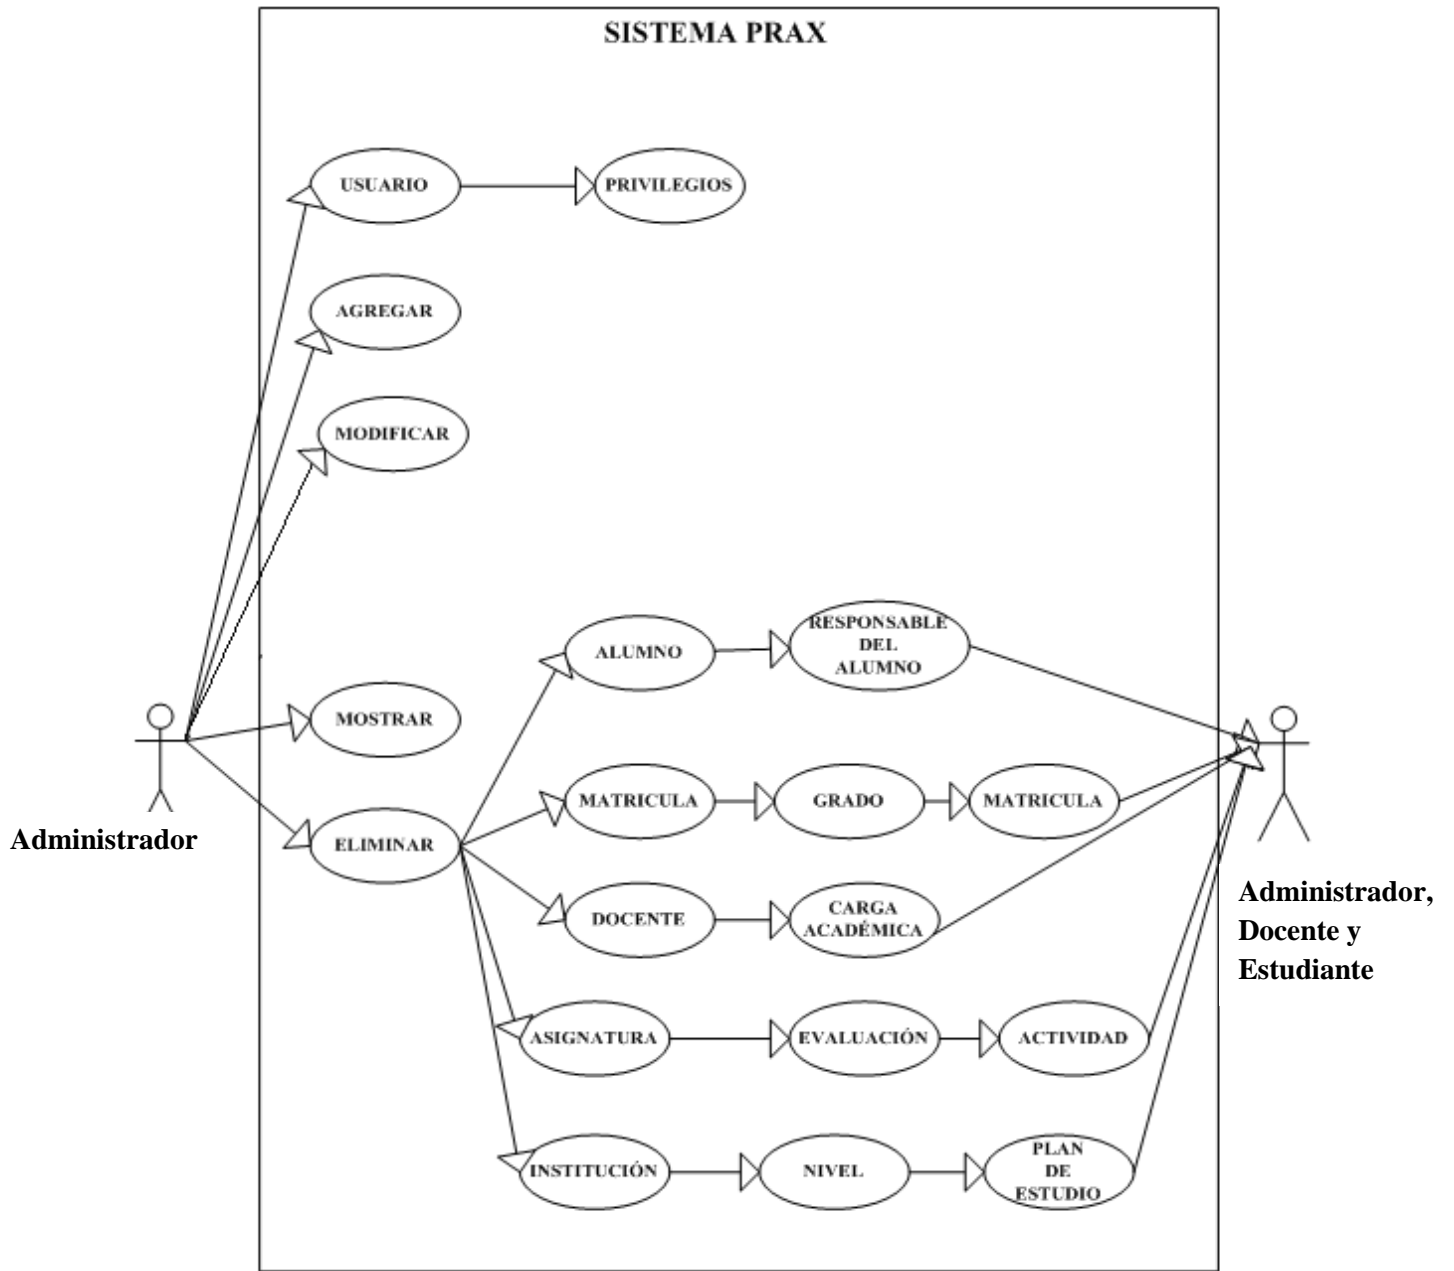 SISTEMA PRAX
USUARIO
PRIVILEGIOS
AGREGAR
MODIFICAR
ALUMNO
RESPONSABLE
DEL
ALUMNO
MOSTRAR
MATRICULA
GRADO
MATRICULA
Administrador
ELIMINAR
DOCENTE
CARGA
ACADÉMICA
Administrador,
Docente y
Estudiante
ASIGNATURA
EVALUACIÓN
ACTIVIDAD
INSTITUCIÓN
NIVEL
PLAN
DE
ESTUDIO